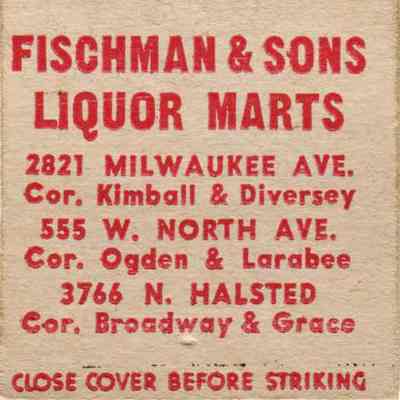 FISCHMAN & SONS
LIQUOR MARTS
2821 MILWAUKEE AVE.
Cor. Kimball & Diversey
555 W. NORTH AVE.
Cor. Ogden & Larabee
3766 N. HALSTED
Cor. Broadway & Grace
CLOSE COVER BEFORE STRIKING